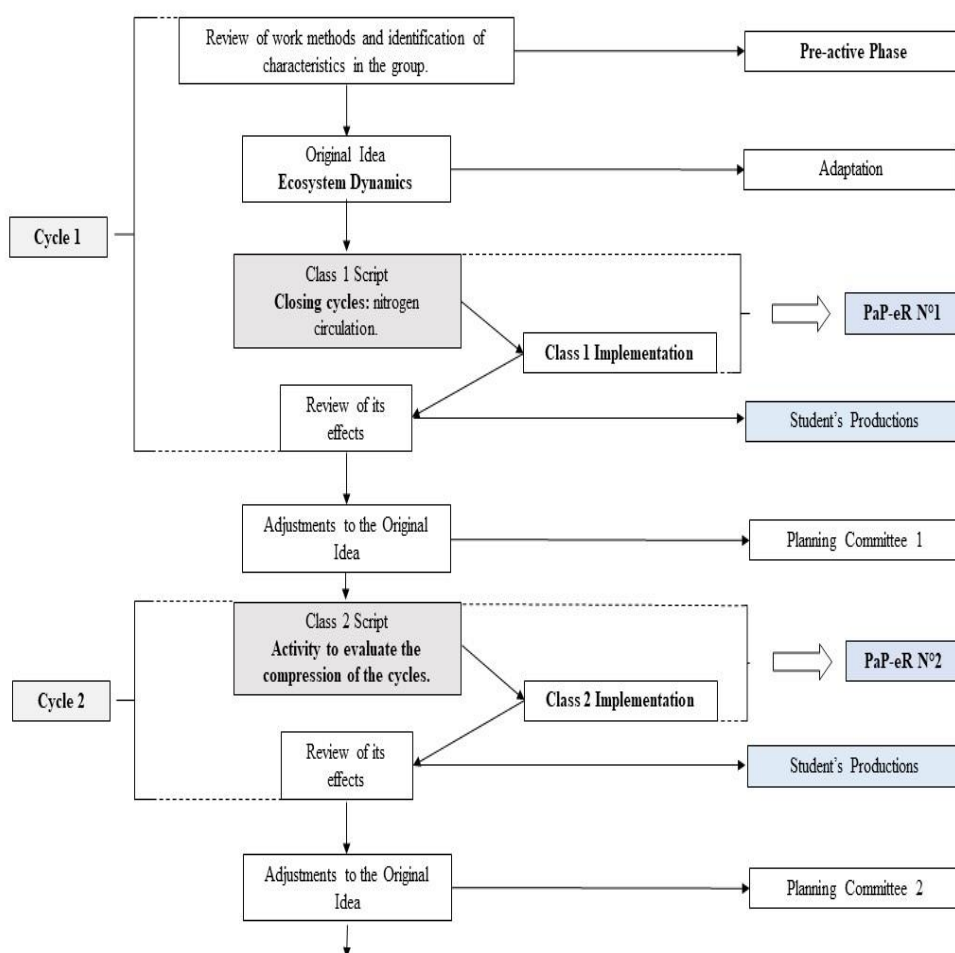 Review of work methods and identification of
characteristics in the group.
Pre-active Phase
Original Idea
Ecosystem Dynamics
Adaptation
Cycle 1
Class 1 Script
Closing cycles: nitrogen
circulation.
PaP-eR N°1
Class 1 Implementation
Review of its
effects
Student's Productions
Adjustments to the Original
Idea
Planning Committee 1
Class 2 Script
Activity to evaluate the
compression of the cycles.
PaP-eR N°2
Cycle 2
Class 2 Implementation
Review of its
effects
Student's Productions
Adjustments to the Original
Idea
Planning Committee 2